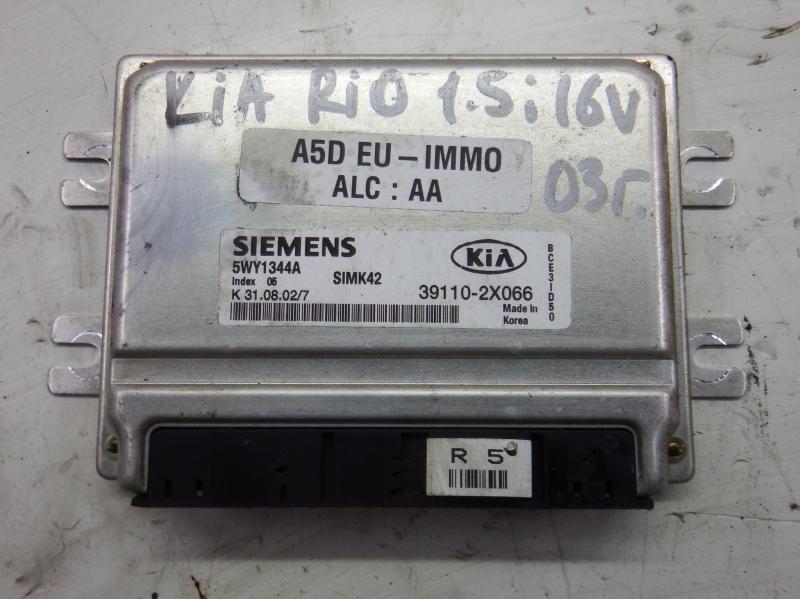 KiA RiO 1.5i 16V
03г.
A5D EU – IMMO
ALC : AA
SIEMENS
5WY1344A
Index 05
SIMK42
K 31.08.02/7
KIA
39110-2X066
Made in
Korea
BCE3ID50
R 5